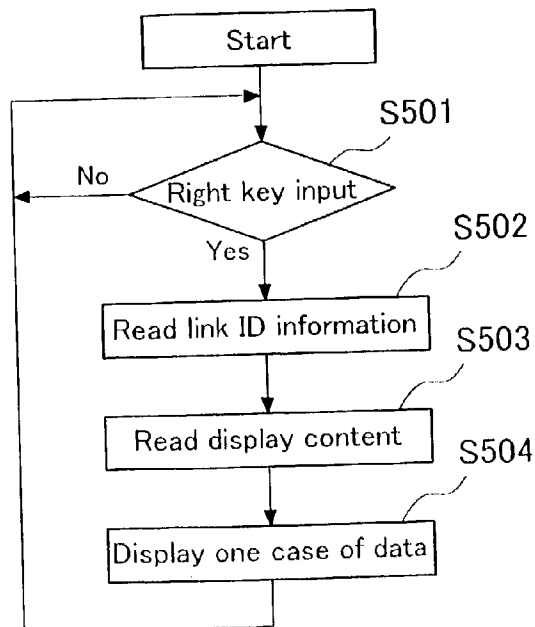 Start
S501
No
Right key input
Yes
S502
Read link ID information
S503
Read display content
S504
Display one case of data